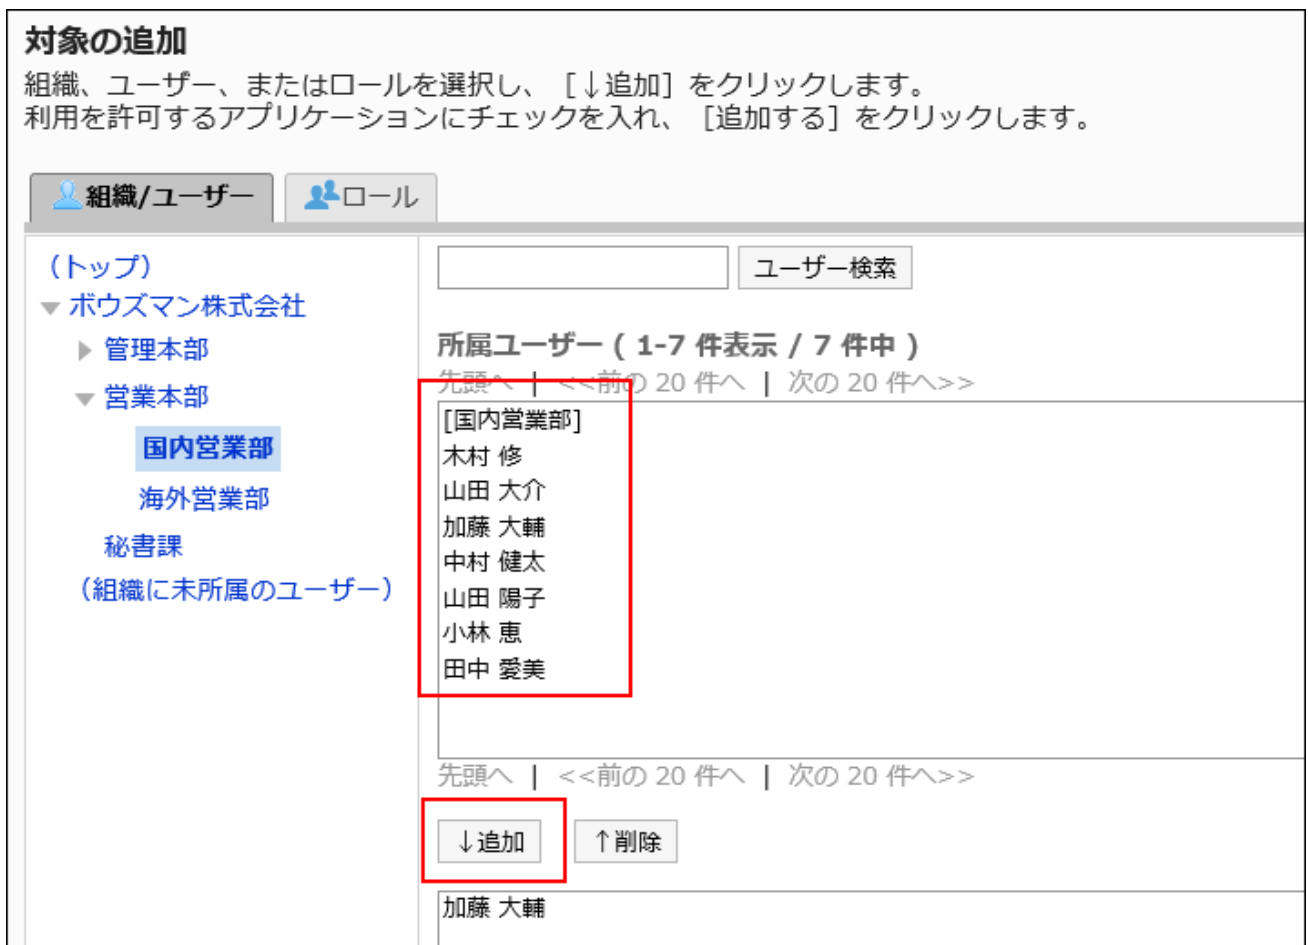 対象の追加
組織、ユーザー、またはロールを選択し、 [↓追加] をクリックします。
利用を許可するアプリケーションにチェックを入れ、 [追加する] をクリックします。
組織/ユーザー
ロール
(トップ)
ボウズマン株式会社
管理本部
営業本部
国内営業部
海外営業部
秘書課
(組織に未所属のユーザー)
ユーザー検索
所属ユーザー ( 1-7 件表示 / 7 件中 )
先頭へ | <<前の 20 件へ | 次の 20 件へ>>
[国内営業部]
木村 修
山田 大介
加藤 大輔
中村 健太
山田 陽子
小林 恵
田中 愛美
先頭へ | <<前の 20 件へ | 次の 20 件へ>>
↓追加
↑削除
加藤 大輔